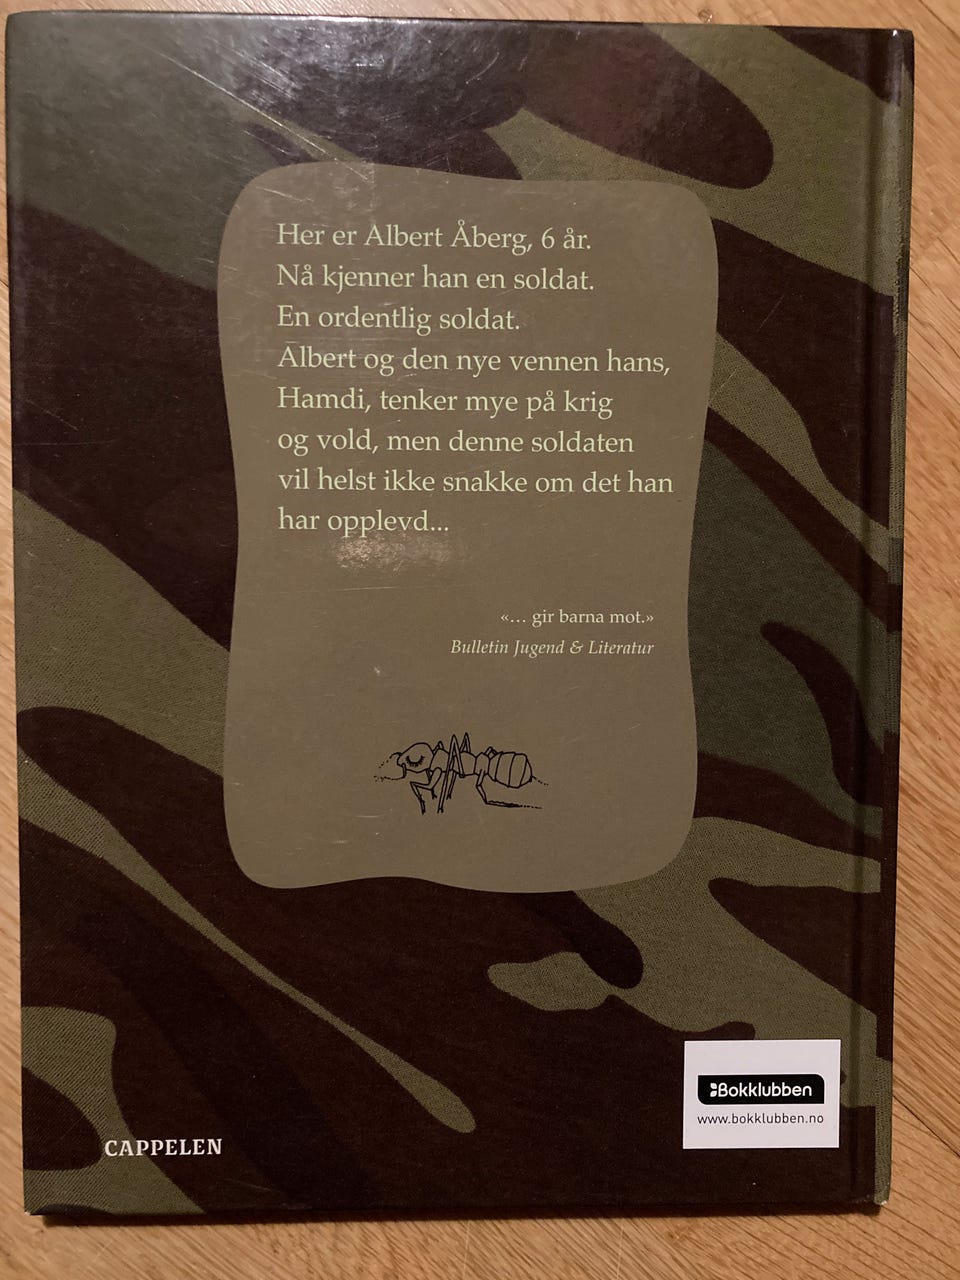 Her er Albert Åberg, 6 år.
Nå kjenner han en soldat.
En ordentlig soldat.
Albert og den nye vennen hans,
Hamdi, tenker mye på krig
og vold, men denne soldaten
vil helst ikke snakke om det han
har opplevd...
«... gir barna mot.»
Bulletin Jugend & Literatur
Bokklubben
www.bokklubben.no
CAPPELEN